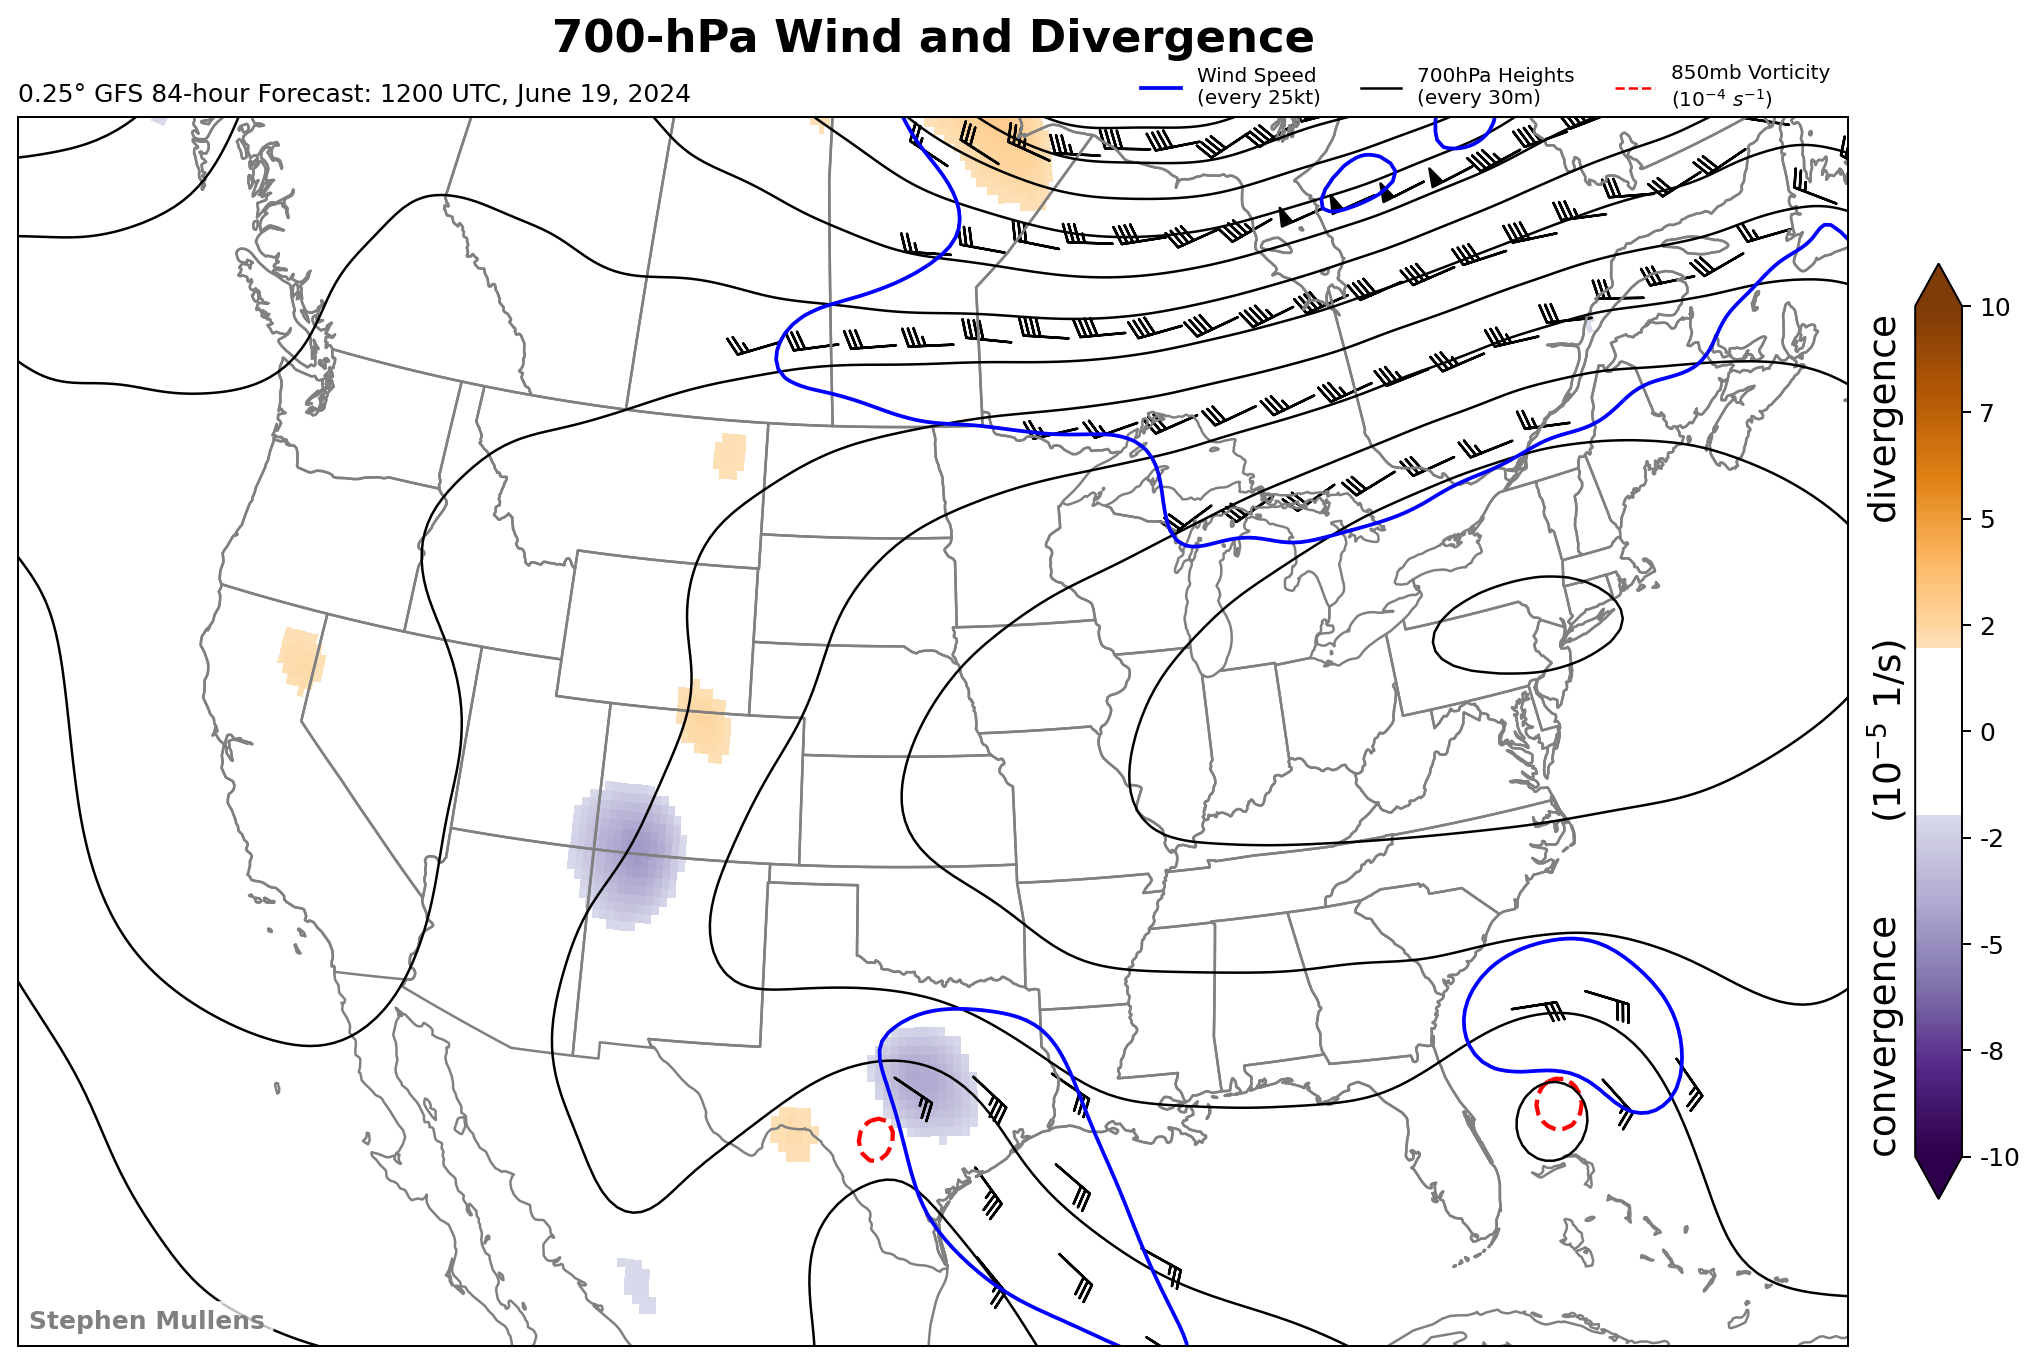 700-hPa Wind and Divergence
0.25° GFS 84-hour Forecast: 1200 UTC, June 19, 2024
Wind Speed
(every 25kt)
700hPa Heights
(every 30m)
850mb Vorticity
(10⁻⁴ s⁻¹)
10
7
5
2
0
-2
-5
-8
-10
divergence
(10⁻⁵ 1/s)
convergence
Stephen Mullens